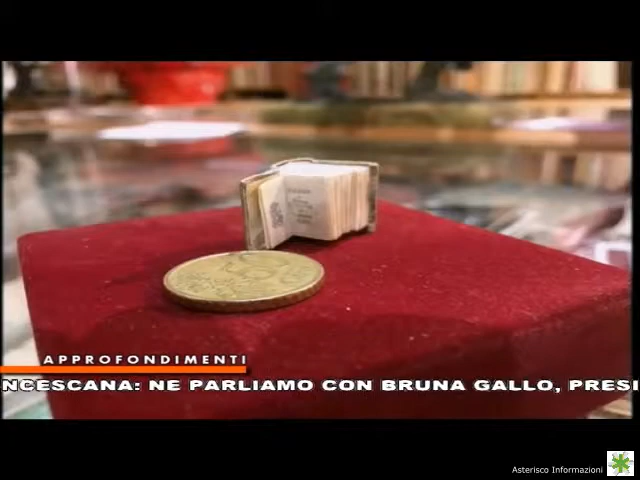 APPROFONDIMENTI
NCESCANA: NE PARLIAMO CON BRUNA GALLO, PRESI
Asterisco Informazioni